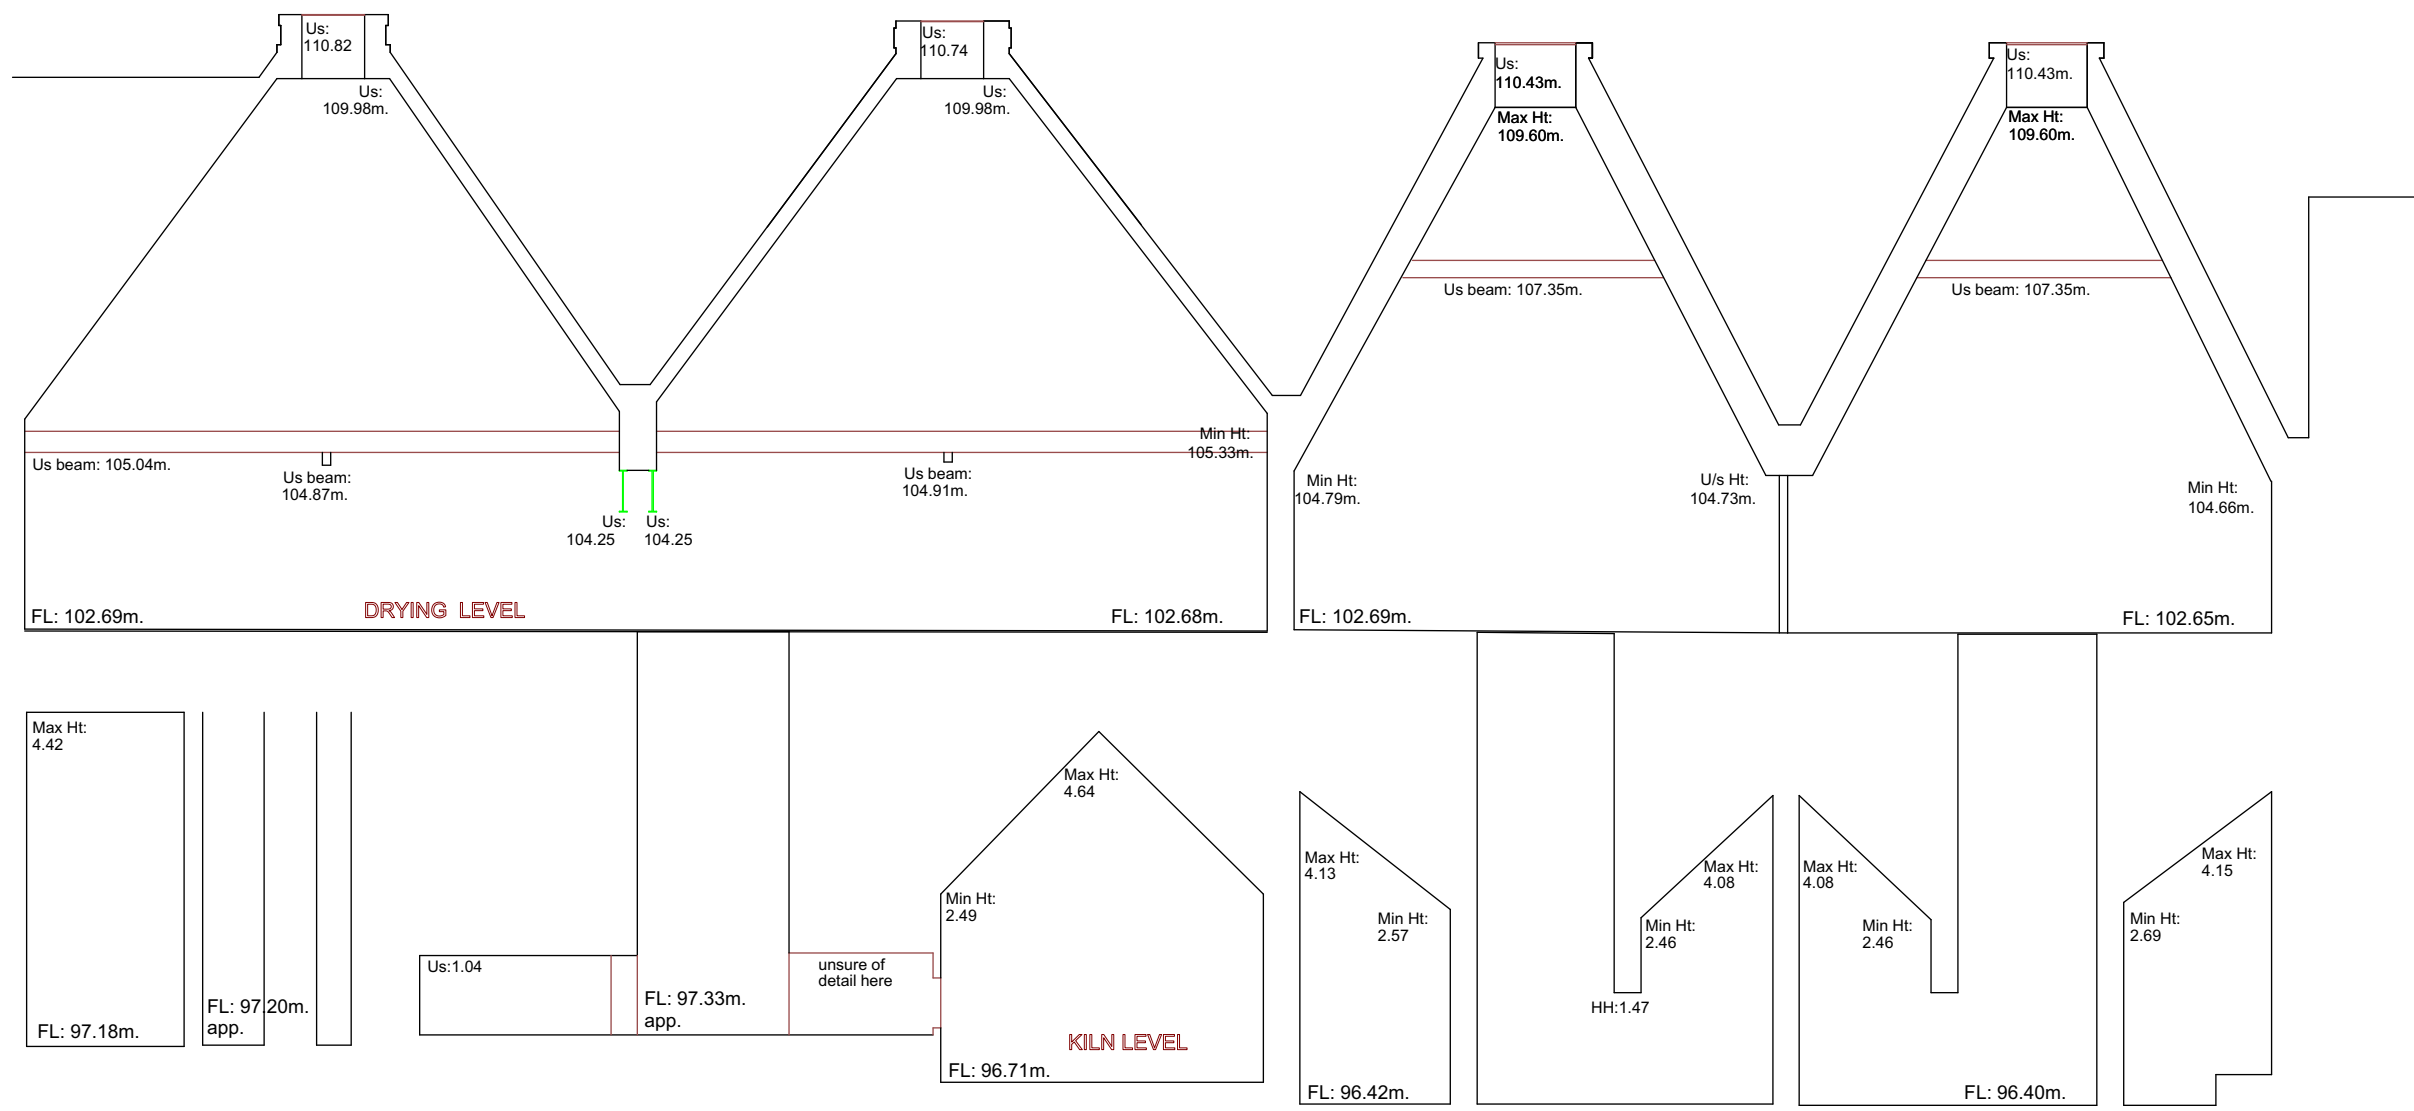 Us:
110.82
Us:
109.98m.
Us:
110.74
Us:
109.98m.
Us:
110.43m.
Max Ht:
109.60m.
Us:
110.43m.
Max Ht:
109.60m.
Us beam: 107.35m.
Us beam: 107.35m.
Us beam: 105.04m.
Us beam:
104.87m.
Us beam:
104.91m.
Min Ht:
105.33m.
Us:
104.25
Us:
104.25
Min Ht:
104.79m.
U/s Ht:
104.73m.
Min Ht:
104.66m.
FL: 102.69m.
DRYING LEVEL
FL: 102.68m.
FL: 102.69m.
FL: 102.65m.
Max Ht:
4.42
FL: 97.18m.
FL: 97.20m.
app.
Us:1.04
FL: 97.33m.
app.
unsure of
detail here
Max Ht:
4.64
Min Ht:
2.49
KILN LEVEL
FL: 96.71m.
Max Ht:
4.13
Min Ht:
2.57
FL: 96.42m.
Max Ht:
4.08
Min Ht:
2.46
HH:1.47
Max Ht:
4.08
Min Ht:
2.46
FL: 96.40m.
Max Ht:
4.15
Min Ht:
2.69